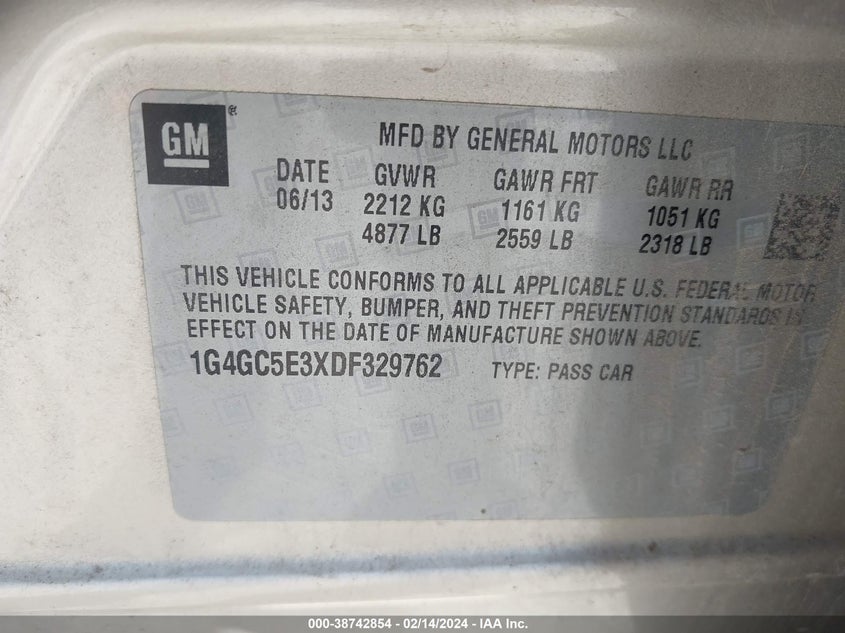 GM®
MFD BY GENERAL MOTORS LLC
DATE GVWR GAWR FRT GAWR RR
06/13 2212 KG 1161 KG 1051 KG
4877 LB 2559 LB 2318 LB
THIS VEHICLE CONFORMS TO ALL APPLICABLE U.S. FEDERAL MOTOR
VEHICLE SAFETY, BUMPER, AND THEFT PREVENTION STANDARDS IN
EFFECT ON THE DATE OF MANUFACTURE SHOWN ABOVE.
1G4GC5E3XDF329762 TYPE: PASS CAR
000-38742854 | 02/14/2024 - IAA Inc.